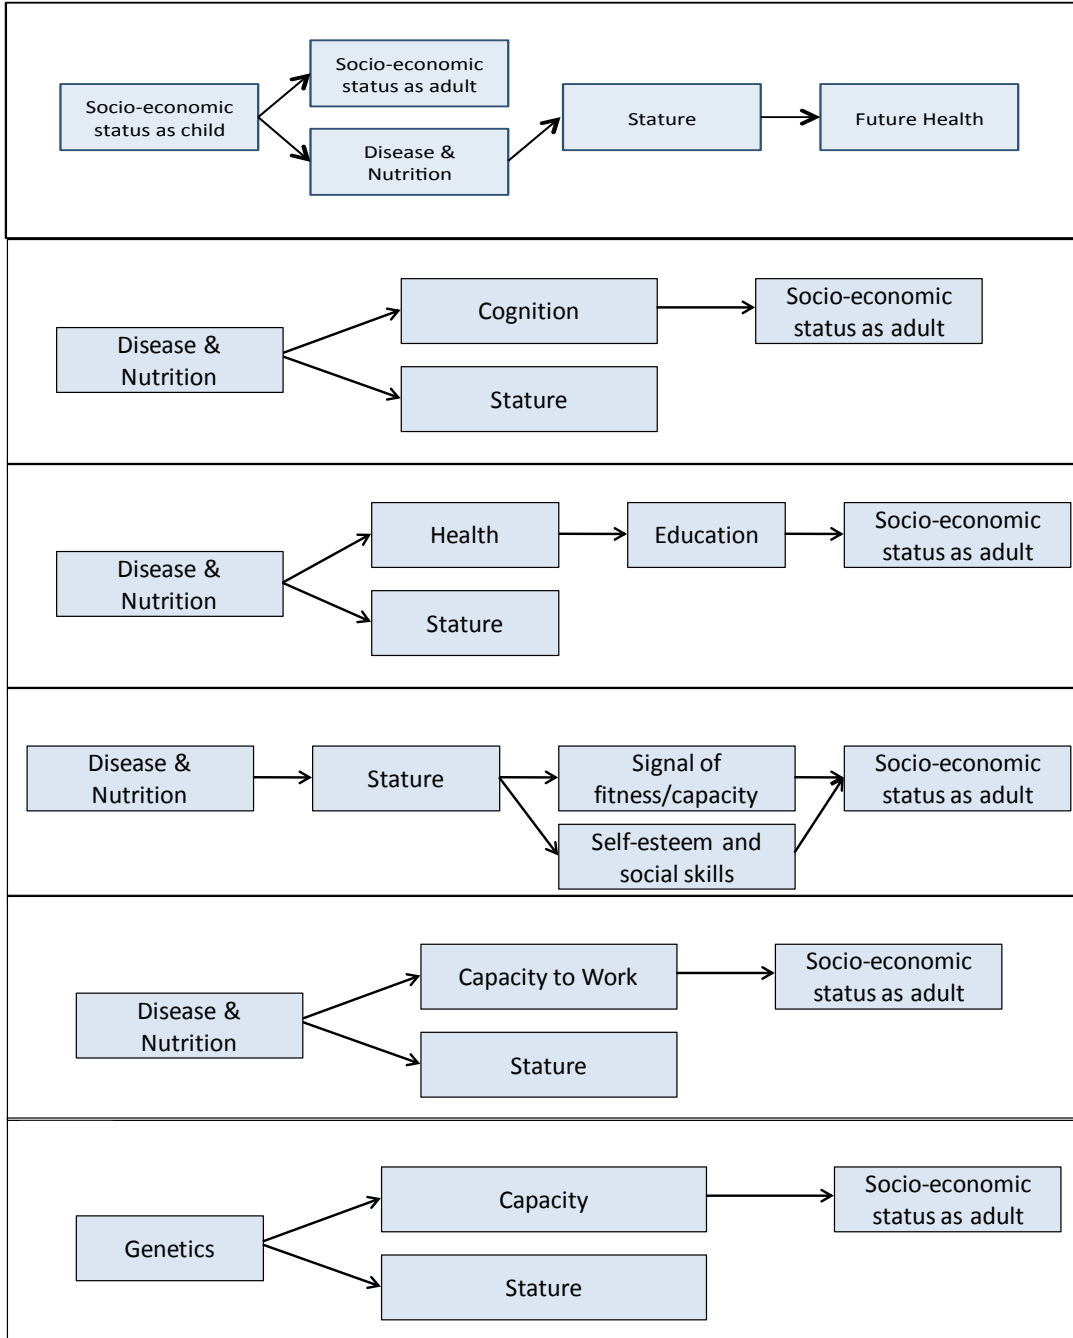 Socio-economic
status as adult
Socio-economic
status as child
Disease &
Nutrition
Stature
Future Health
Cognition
Socio-economic
status as adult
Disease &
Nutrition
Stature
Health
Education
Socio-economic
status as adult
Disease &
Nutrition
Stature
Disease &
Nutrition
Stature
Signal of
fitness/capacity
Socio-economic
status as adult
Self-esteem and
social skills
Capacity to Work
Socio-economic
status as adult
Disease &
Nutrition
Stature
Capacity
Socio-economic
status as adult
Genetics
Stature